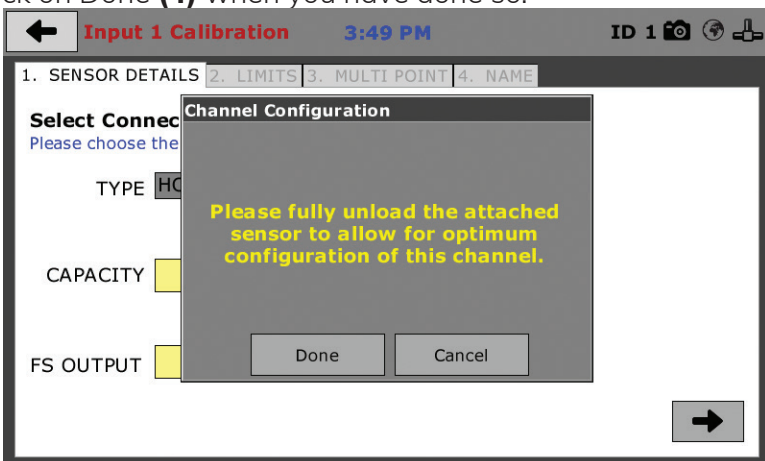 ck on Done (4) when you have done so.
Input 1 Calibration 3:49 PM ID 1
1. SENSOR DETAILS 2. LIMITS 3. MULTI POINT 4. NAME
Channel Configuration
Select Connec
Please choose the
TYPE HO
Please fully unload the attached
sensor to allow for optimum
configuration of this channel.
CAPACITY
FS OUTPUT
Done Cancel